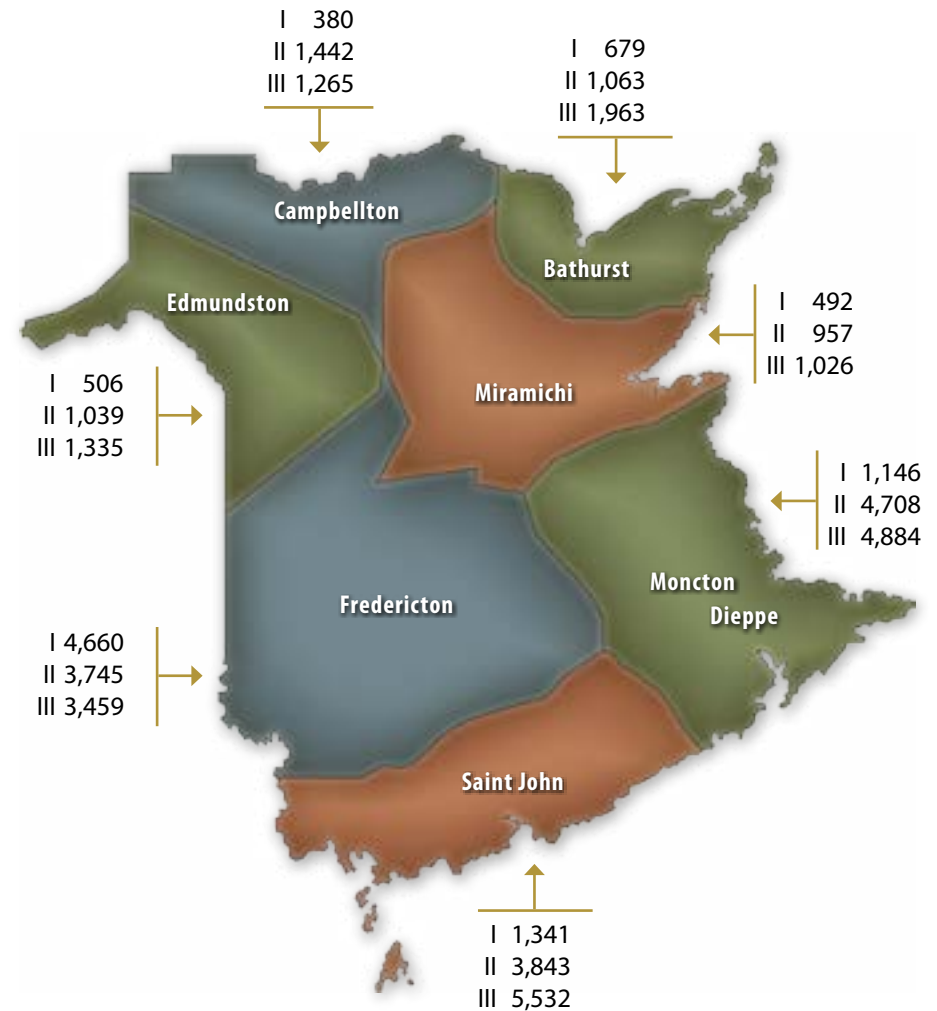 I 380
II 1,442
III 1,265
I 679
II 1,063
III 1,963
Campbellton
Bathurst
Edmundston
I 492
II 957
III 1,026
Miramichi
I 506
II 1,039
III 1,335
I 1,146
II 4,708
III 4,884
Moncton
Dieppe
Fredericton
I 4,660
II 3,745
III 3,459
Saint John
I 1,341
II 3,843
III 5,532